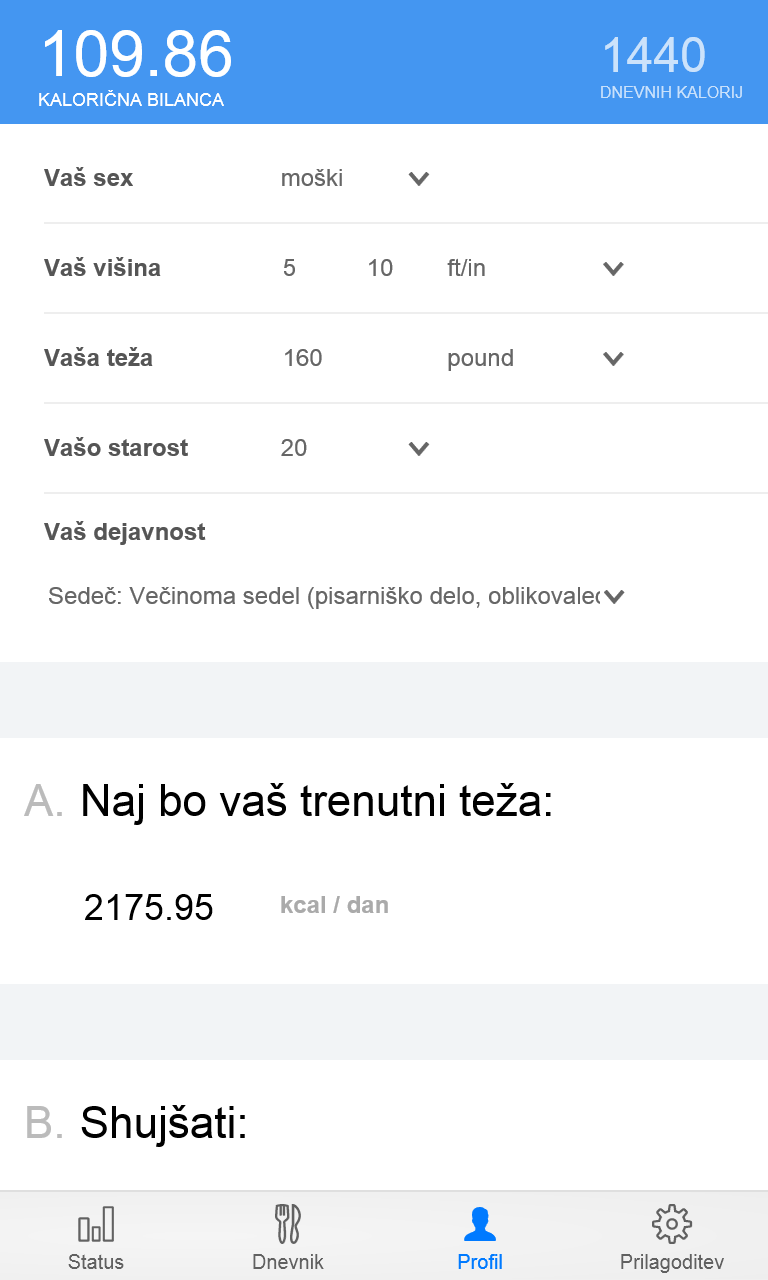 109.86
1440
KALORIČNA BILANCA
DNEVNIH KALORIJ
Vaš sex moški
Vaš višina 5 10 ft/in
Vaša teža 160 pound
Vašo starost 20
Vaš dejavnost
Sedeč: Večinoma sedel (pisarniško delo, oblikovalec
A. Naj bo vaš trenutni teža:
2175.95 kcal / dan
B. Shujšati:
Status Dnevnik Profil Prilagoditev